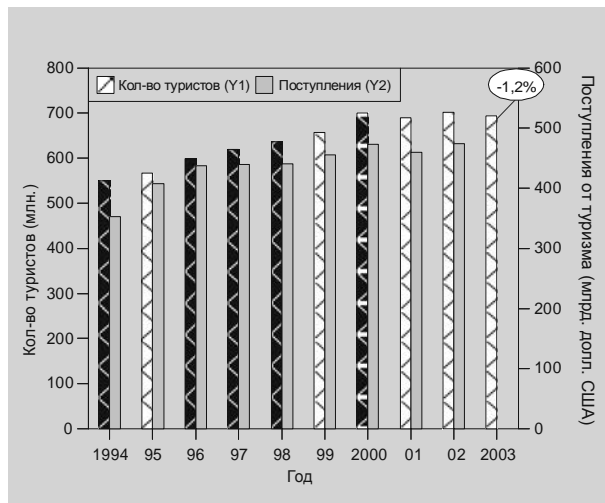 800
700
600
500
400
300
200
100
0
Кол-во туристов (млн.)
Кол-во туристов (Y1)
Поступления (Y2)
-1,2%
600
500
400
300
200
100
0
Поступления от туризма (млрд. долл. США)
1994 95 96 97 98 99 2000 01 02 2003
Год